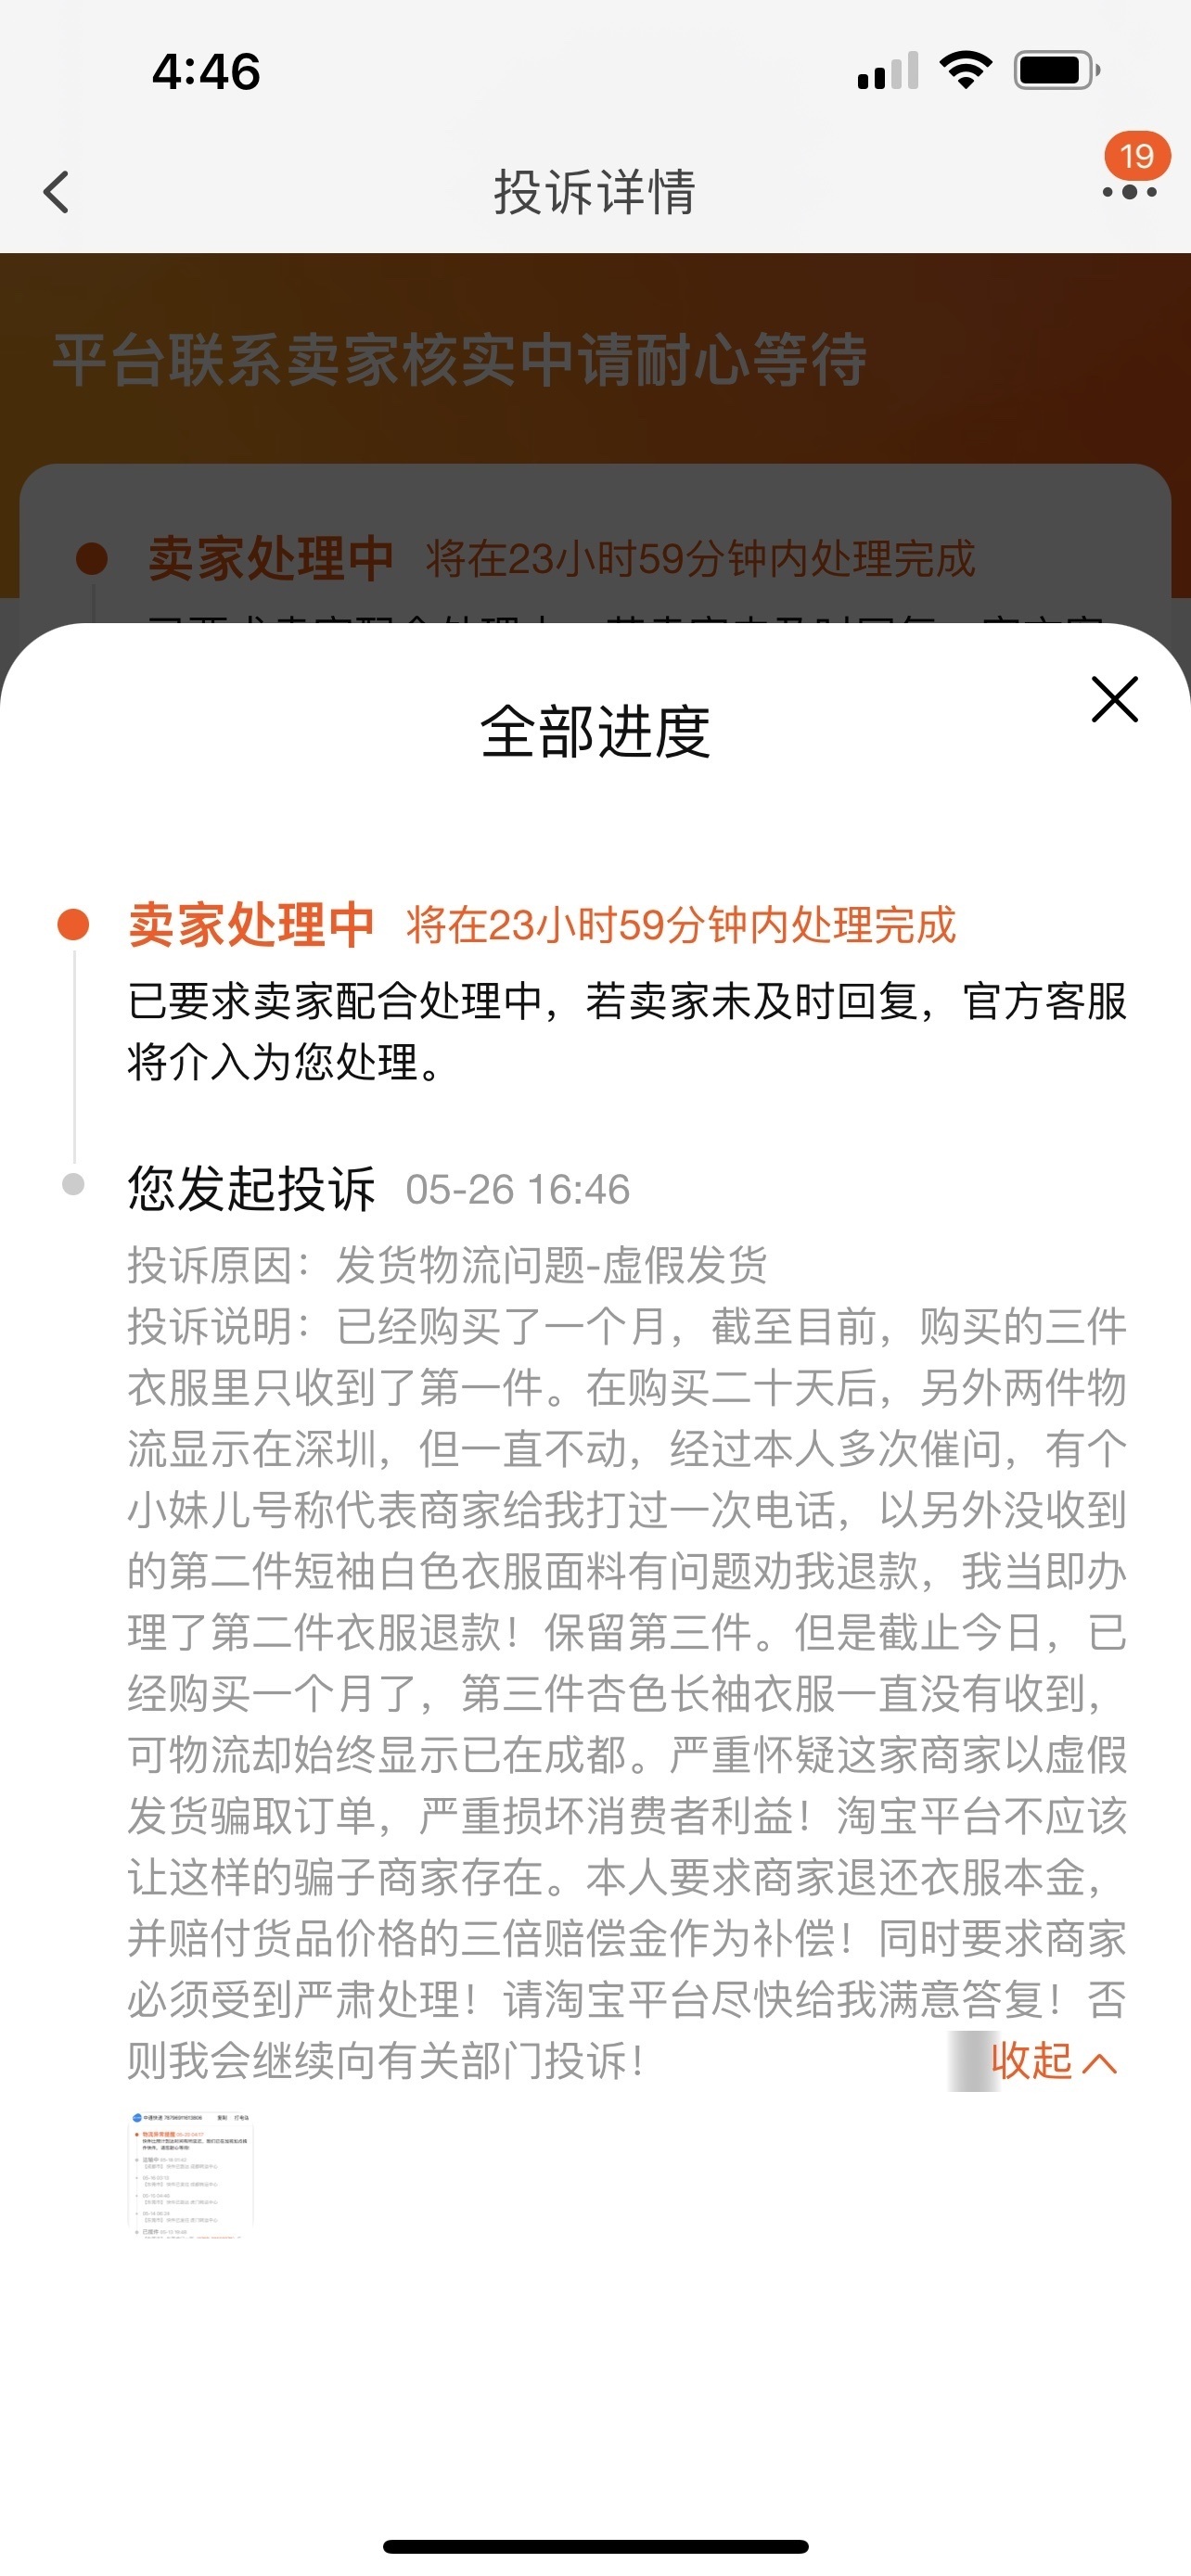 4:46
19
投诉详情
平台联系卖家核实中请耐心等待
卖家处理中 将在23小时59分钟内处理完成
全部进度
卖家处理中 将在23小时59分钟内处理完成
已要求卖家配合处理中，若卖家未及时回复，官方客服
将介入为您处理。
您发起投诉 05-26 16:46
投诉原因：发货物流问题-虚假发货
投诉说明：已经购买了一个月，截至目前，购买的三件
衣服里只收到了第一件。在购买二十天后，另外两件物
流显示在深圳，但一直不动，经过本人多次催问，有个
小妹儿号称代表商家给我打过一次电话，以另外没收到
的第二件短袖白色衣服面料有问题劝我退款，我当即办
理了第二件衣服退款！保留第三件。但是截止今日，已
经购买一个月了，第三件杏色长袖衣服一直没有收到，
可物流却始终显示已在成都。严重怀疑这家商家以虚假
发货骗取订单，严重损坏消费者利益！淘宝平台不应该
让这样的骗子商家存在。本人要求商家退还衣服本金，
并赔付货品价格的三倍赔偿金作为补偿！同时要求商家
必须受到严肃处理！请淘宝平台尽快给我满意答复！否
则我会继续向有关部门投诉！ 收起